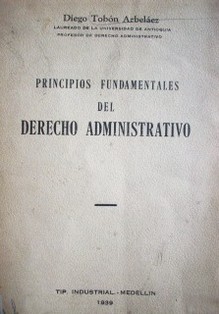 Diego Tobón Arbeláez
LAUREADO DE LA UNIVERSIDAD DE ANTIOQUIA
PROFESOR DE DERECHO ADMINISTRATIVO
PRINCIPIOS FUNDAMENTALES
DEL
DERECHO ADMINISTRATIVO
TIP. INDUSTRIAL.-MEDELLIN
1939